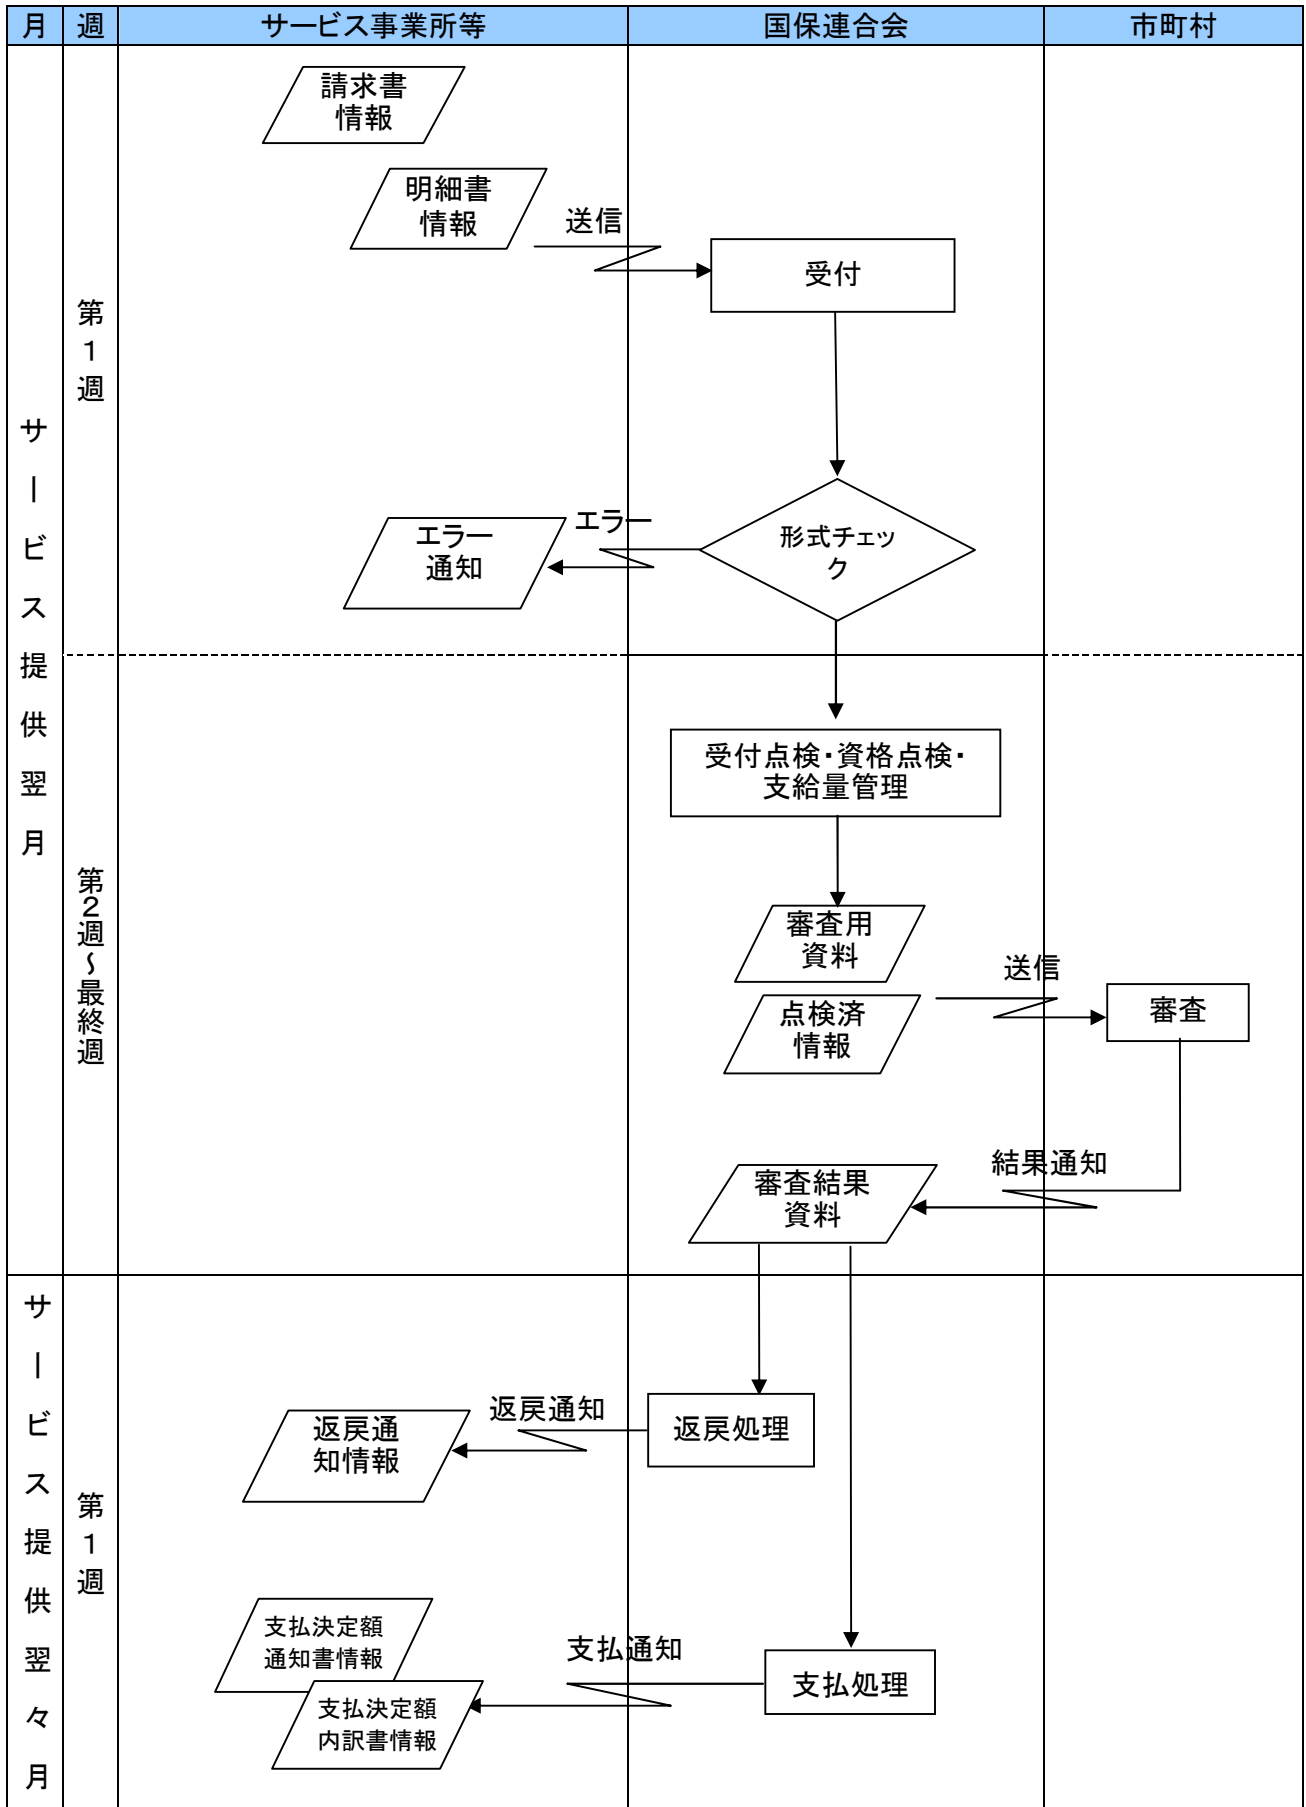 月 週 サービス事業所等 国保連合会 市町村
サービス提供翌月
第1週
請求書
情報
明細書
情報
送信
受付
形式チェッ
ク
エラー
エラー
通知
第2週~最終週
受付点検・資格点検・
支給量管理
審査用
資料
点検済
情報
送信
審査
結果通知
審査結果
資料
サービス提供翌々月
第1週
返戻処理
返戻通知
返戻通
知情報
支払処理
支払通知
支払決定額
通知書情報
支払決定額
内訳書情報